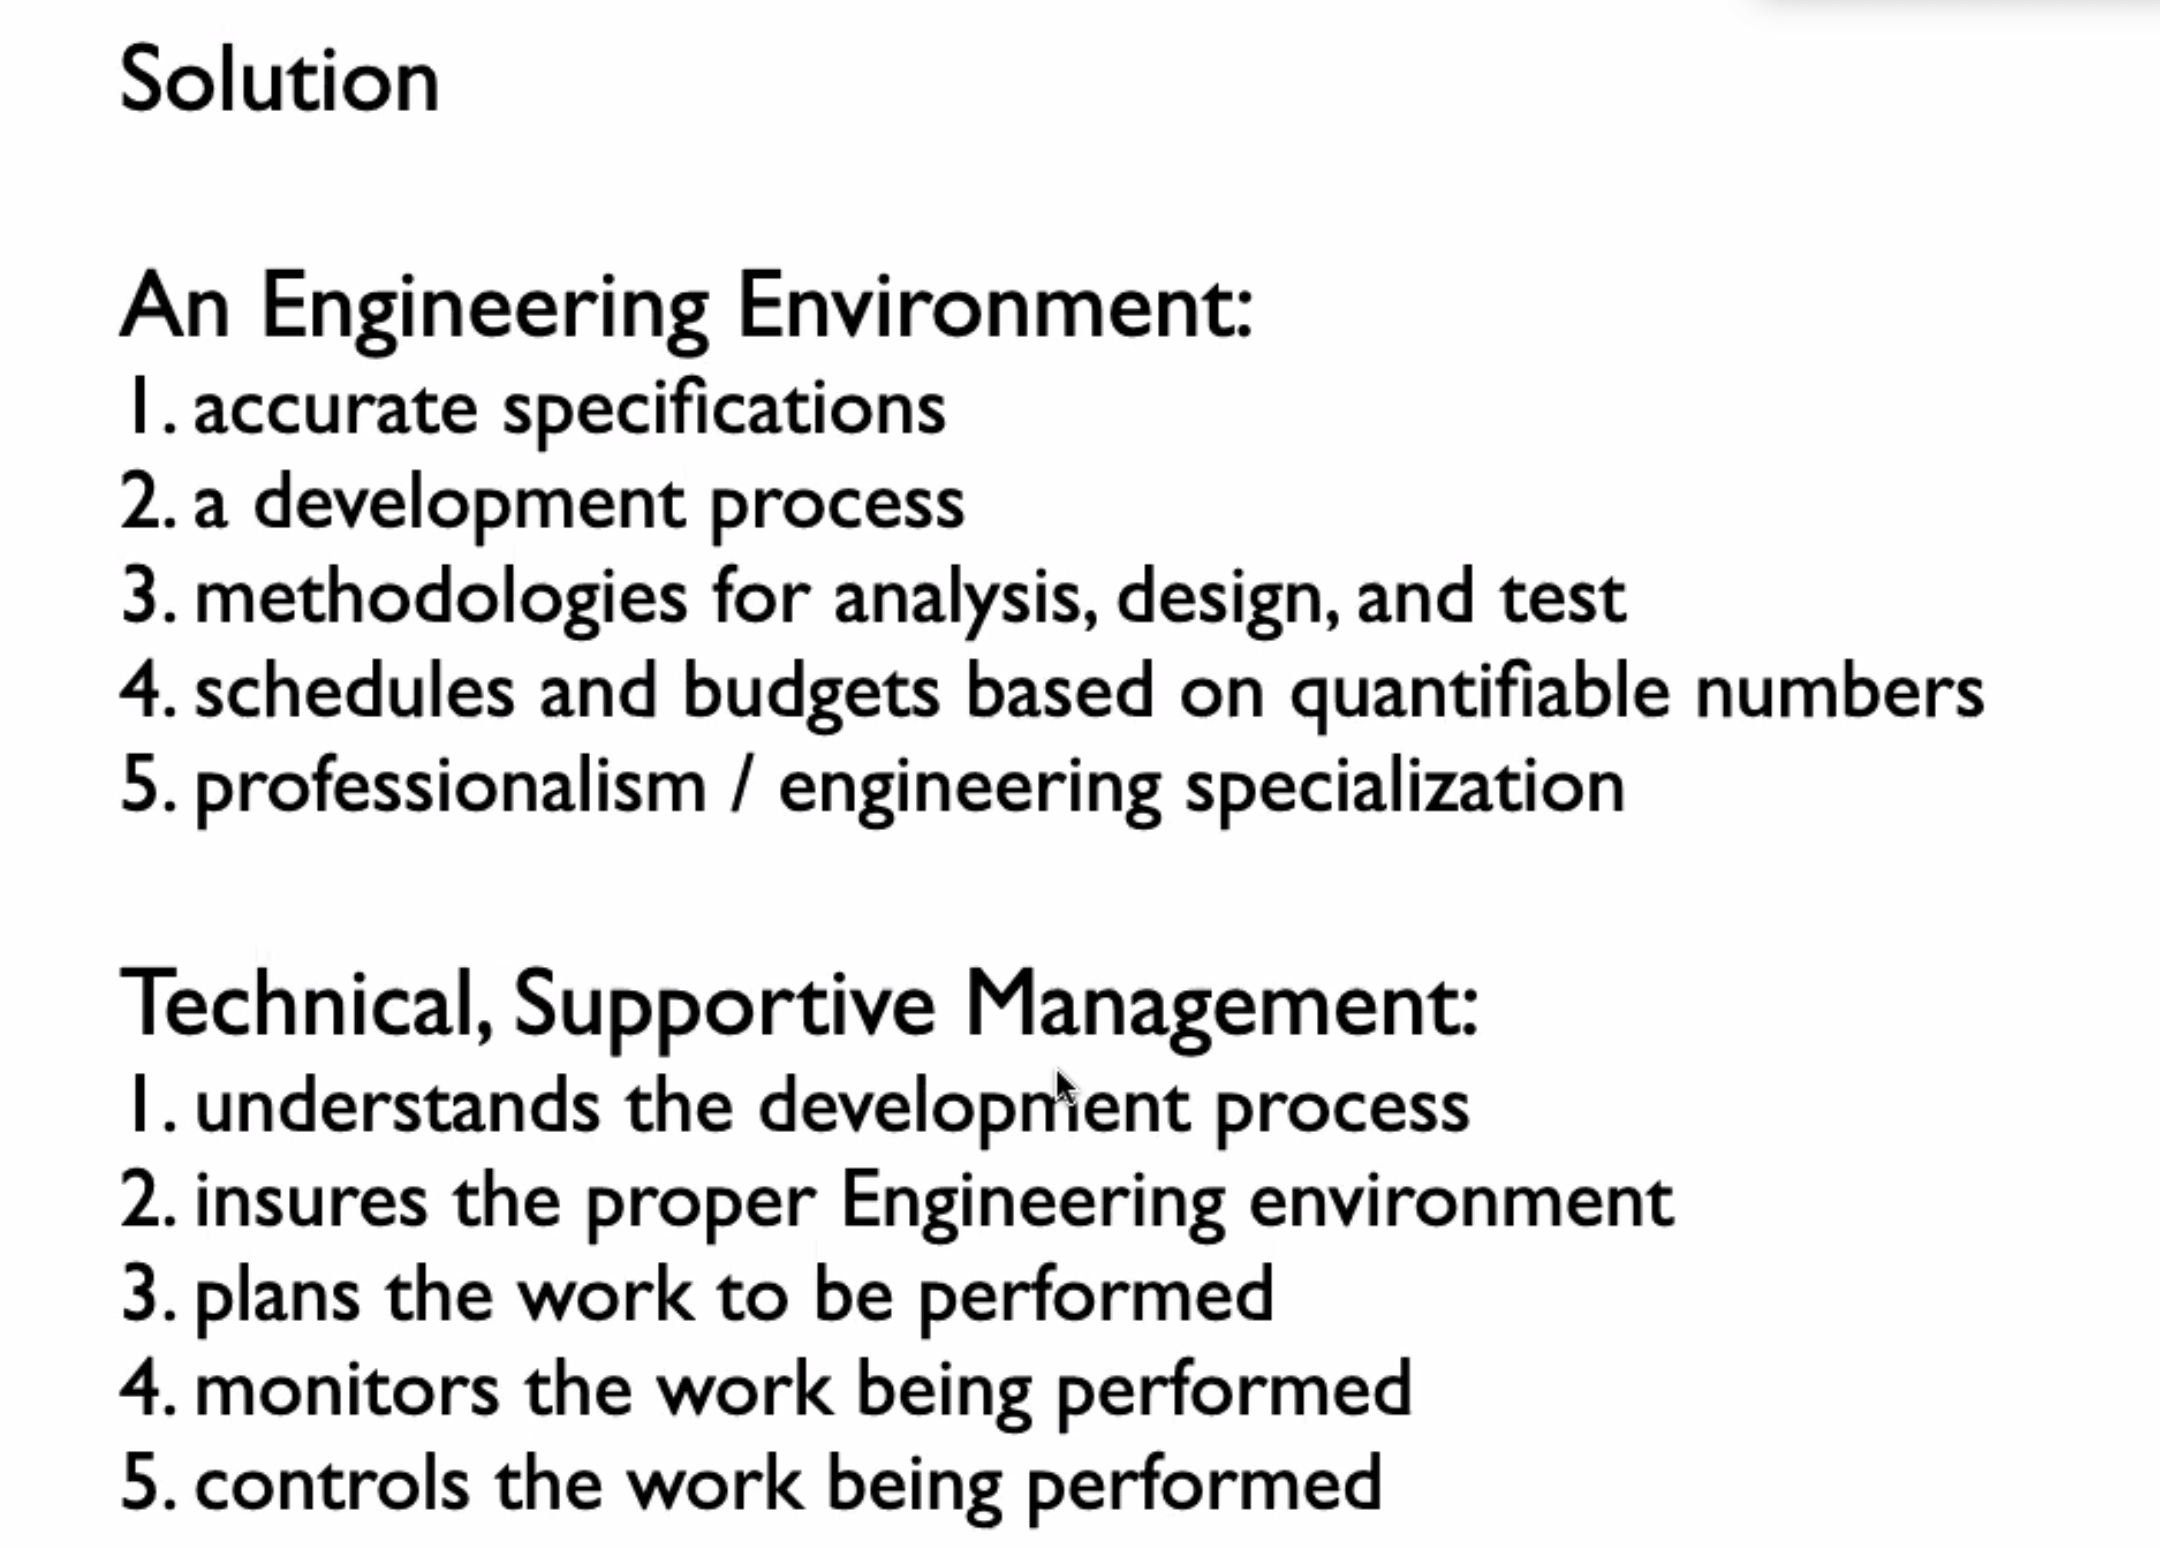 Solution
An Engineering Environment:
1. accurate specifications
2. a development process
3. methodologies for analysis, design, and test
4. schedules and budgets based on quantifiable numbers
5. professionalism / engineering specialization
Technical, Supportive Management:
1. understands the development process
2. insures the proper Engineering environment
3. plans the work to be performed
4. monitors the work being performed
5. controls the work being performed